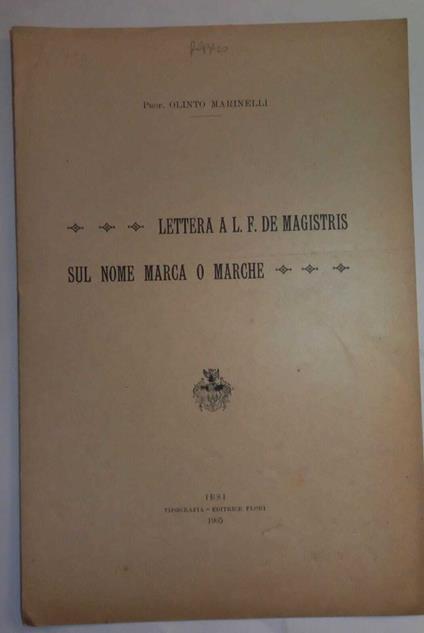 Prof. OLINTO MARINELLI
LETTERA A L. F. DE MAGISTRIS
SUL NOME MARCA O MARCHE
IESI
TIPOGRAFIA - EDITRICE FLORI
1905